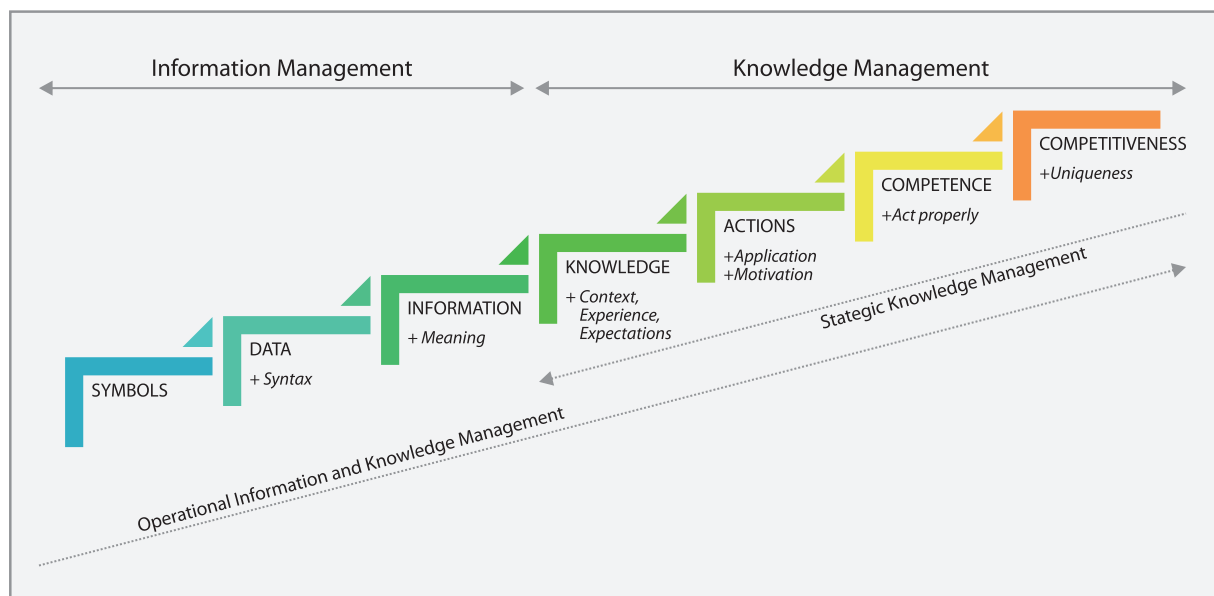 Information Management
Knowledge Management
SYMBOLS
DATA
+ Syntax
INFORMATION
+ Meaning
KNOWLEDGE
+ Context,
Experience,
Expectations
ACTIONS
+Application
+Motivation
COMPETENCE
+Act properly
COMPETITIVENESS
+Uniqueness
Stategic Knowledge Management
Operational Information and Knowledge Management